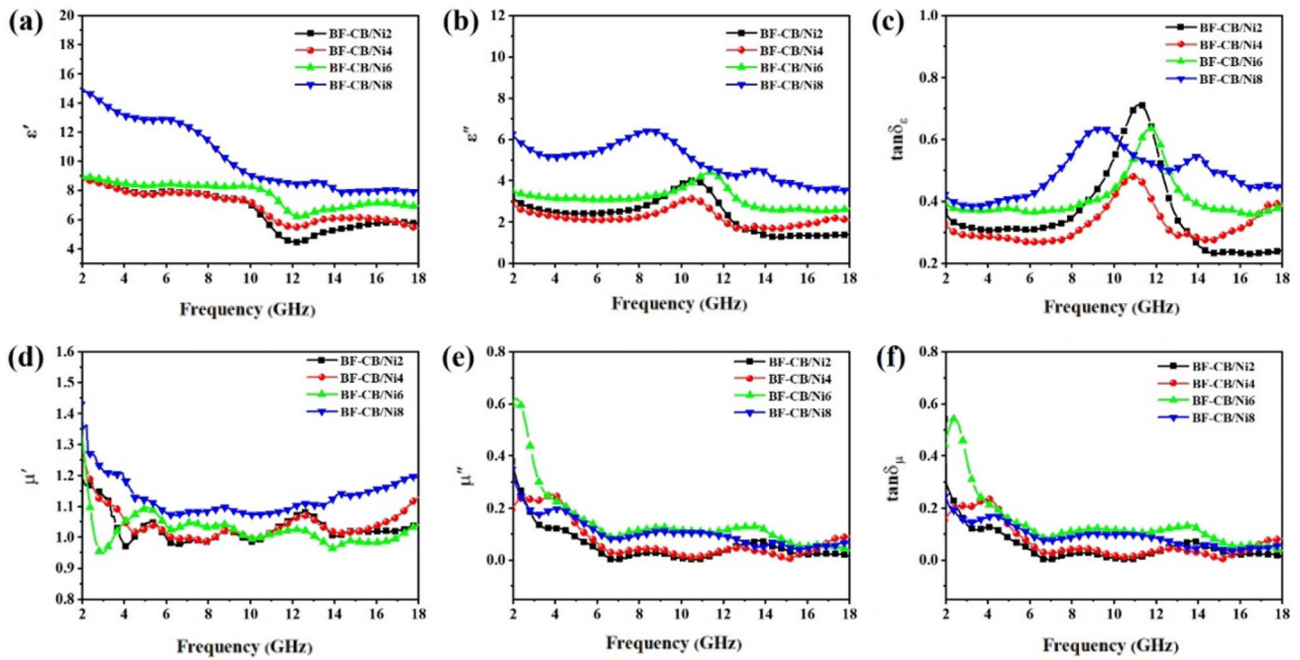 (a)
20
18
16
14
12
10
8
6
4
ε′
2 4 6 8 10 12 14 16 18
Frequency (GHz)
BF-CB/Ni2
BF-CB/Ni4
BF-CB/Ni6
BF-CB/Ni8
(b)
12
10
8
6
4
2
0
ε″
2 4 6 8 10 12 14 16 18
Frequency (GHz)
BF-CB/Ni2
BF-CB/Ni4
BF-CB/Ni6
BF-CB/Ni8
(c)
1.0
0.8
0.6
0.4
0.2
tanδε
2 4 6 8 10 12 14 16 18
Frequency (GHz)
BF-CB/Ni2
BF-CB/Ni4
BF-CB/Ni6
BF-CB/Ni8
(d)
1.6
1.5
1.4
1.3
1.2
1.1
1.0
0.9
0.8
μ′
2 4 6 8 10 12 14 16 18
Frequency (GHz)
BF-CB/Ni2
BF-CB/Ni4
BF-CB/Ni6
BF-CB/Ni8
(e)
0.8
0.6
0.4
0.2
0.0
μ″
2 4 6 8 10 12 14 16 18
Frequency (GHz)
BF-CB/Ni2
BF-CB/Ni4
BF-CB/Ni6
BF-CB/Ni8
(f)
0.8
0.6
0.4
0.2
0.0
tanδμ
2 4 6 8 10 12 14 16 18
Frequency (GHz)
BF-CB/Ni2
BF-CB/Ni4
BF-CB/Ni6
BF-CB/Ni8